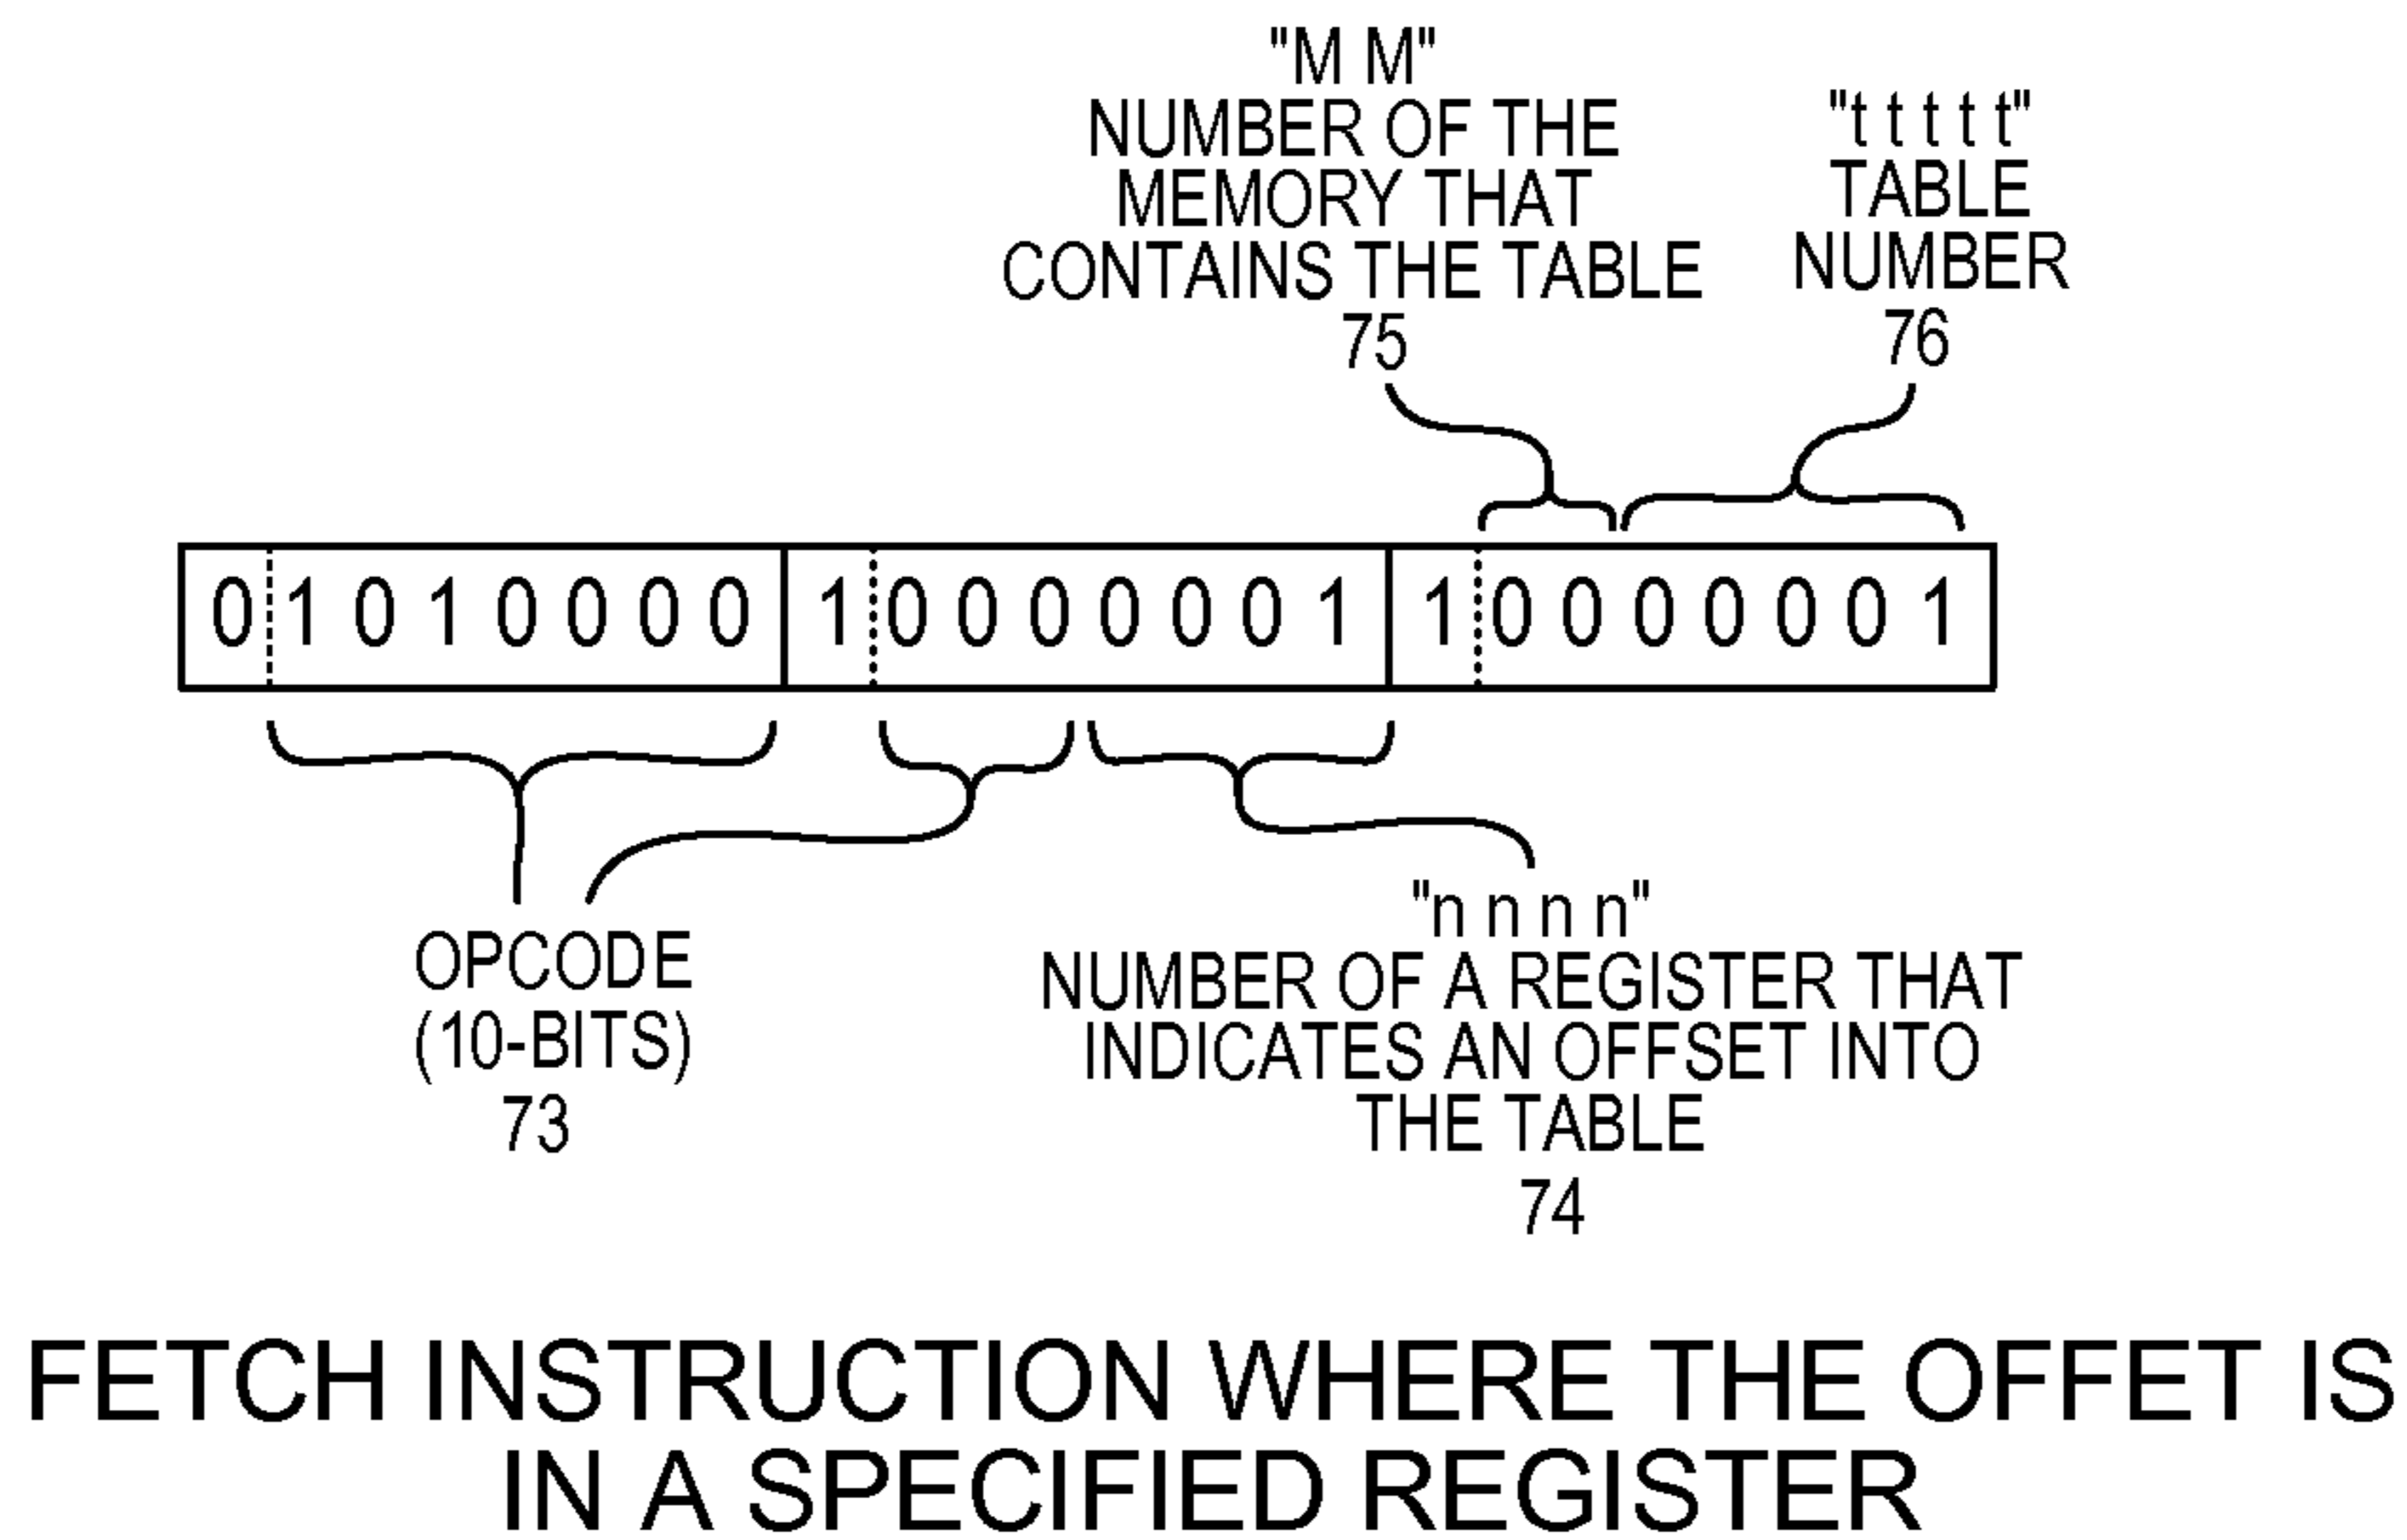 "M M"
NUMBER OF THE
MEMORY THAT
CONTAINS THE TABLE
75
"t t t t t"
TABLE
NUMBER
76
0 1 0 1 0 0 0 0 1 0 0 0 0 0 0 1 1 0 0 0 0 0 0 1
OPCODE
(10-BITS)
73
"n n n n"
NUMBER OF A REGISTER THAT
INDICATES AN OFFSET INTO
THE TABLE
74
FETCH INSTRUCTION WHERE THE OFFET IS
IN A SPECIFIED REGISTER